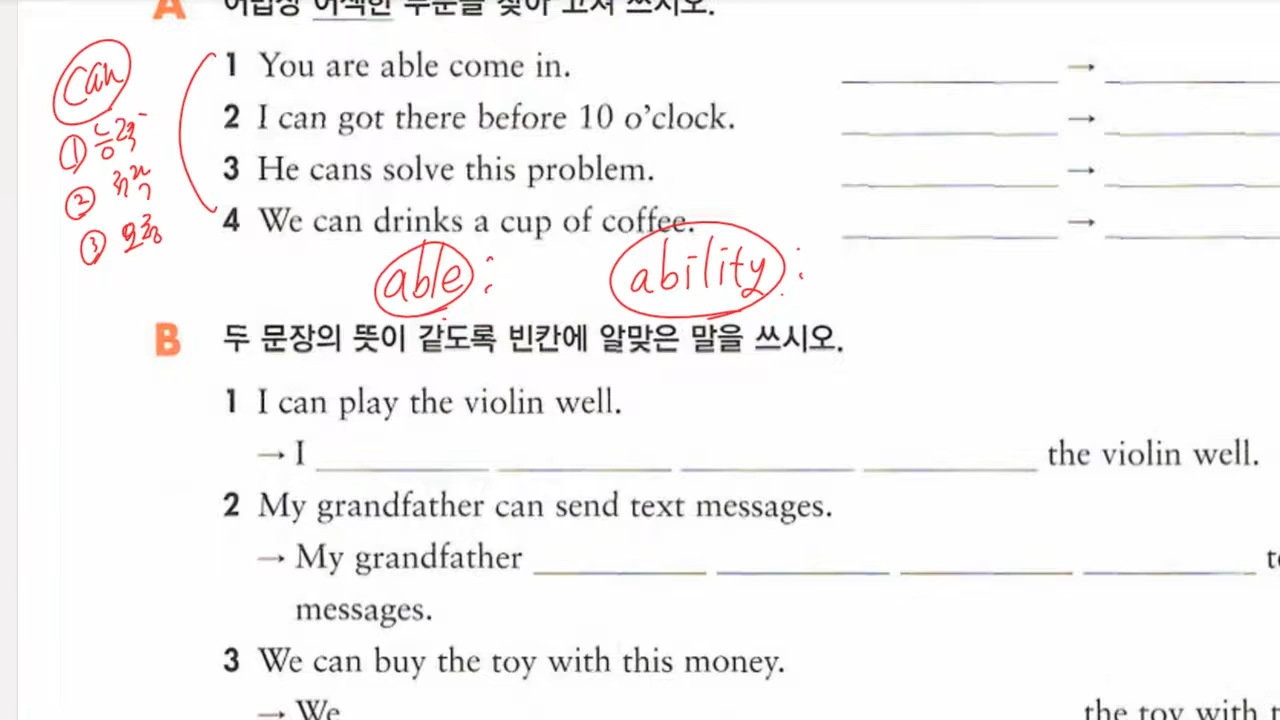 A 어법상 어색한 부분을 찾아 고쳐 쓰시오.
can
① 능력
② 허락
③ 요청
1 You are able come in. →
2 I can got there before 10 o'clock. →
3 He cans solve this problem. →
4 We can drinks a cup of coffee. →
able: ability:
B 두 문장의 뜻이 같도록 빈칸에 알맞은 말을 쓰시오.
1 I can play the violin well.
→ I the violin well.
2 My grandfather can send text messages.
→ My grandfather
messages.
3 We can buy the toy with this money.
→ We the toy with